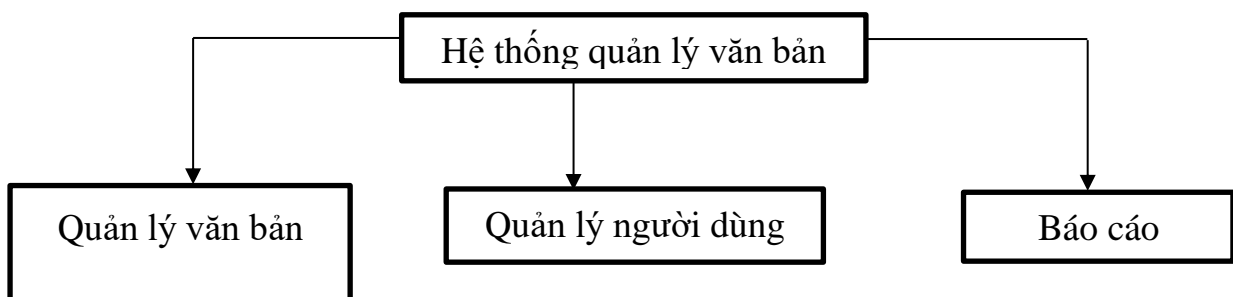 Hệ thống quản lý văn bản
Quản lý văn bản
Quản lý người dùng
Báo cáo